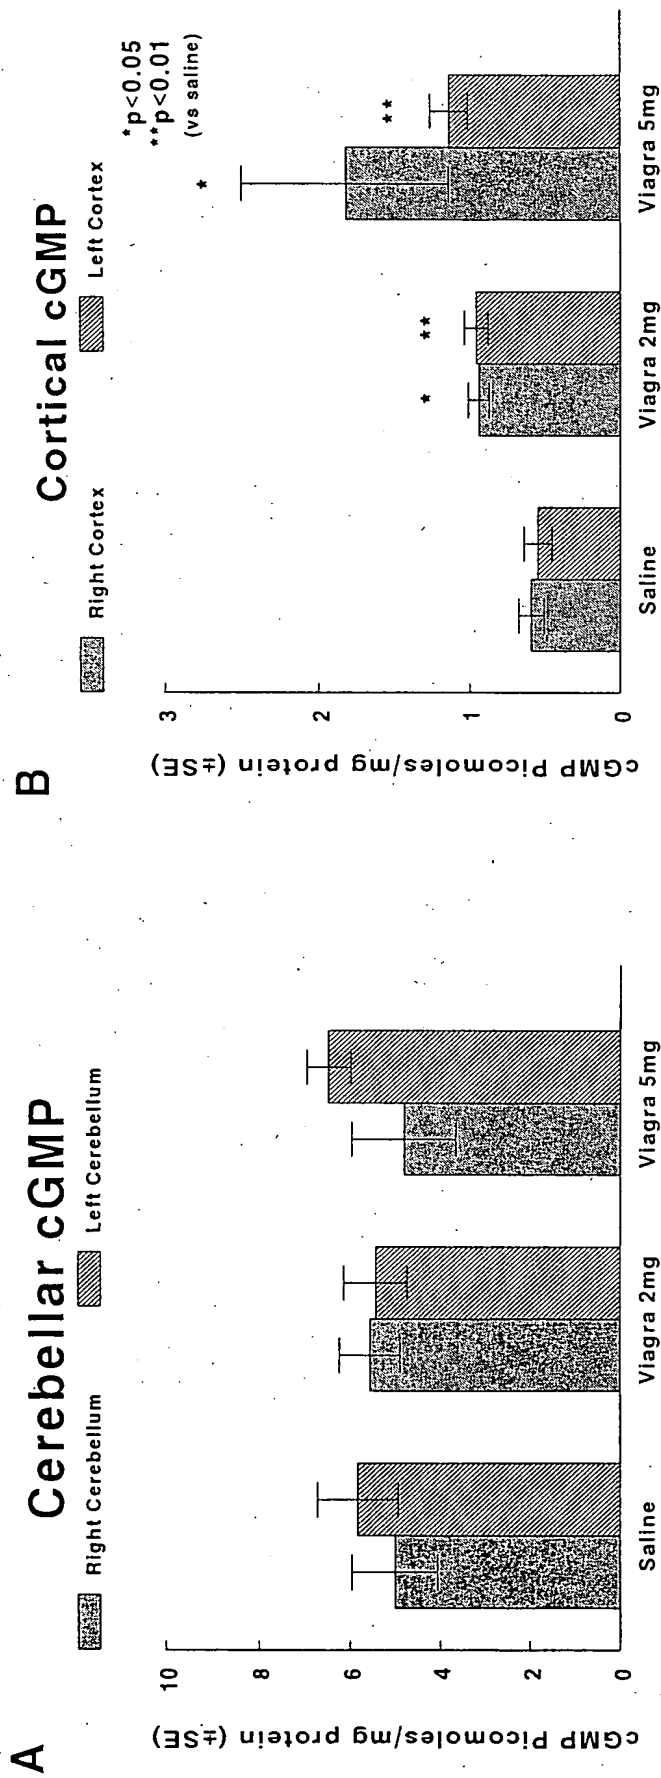 A
Cerebellar cGMP
Right Cerebellum
Left Cerebellum
cGMP Picomoles/mg protein (±SE)
10
8
6
4
2
0
Saline
Viagra 2mg
Viagra 5mg
B
Cortical cGMP
Right Cortex
Left Cortex
*p<0.05
**p<0.01
(vs saline)
cGMP Picomoles/mg protein (±SE)
3
2
1
0
*
**
*
**
Saline
Viagra 2mg
Viagra 5mg